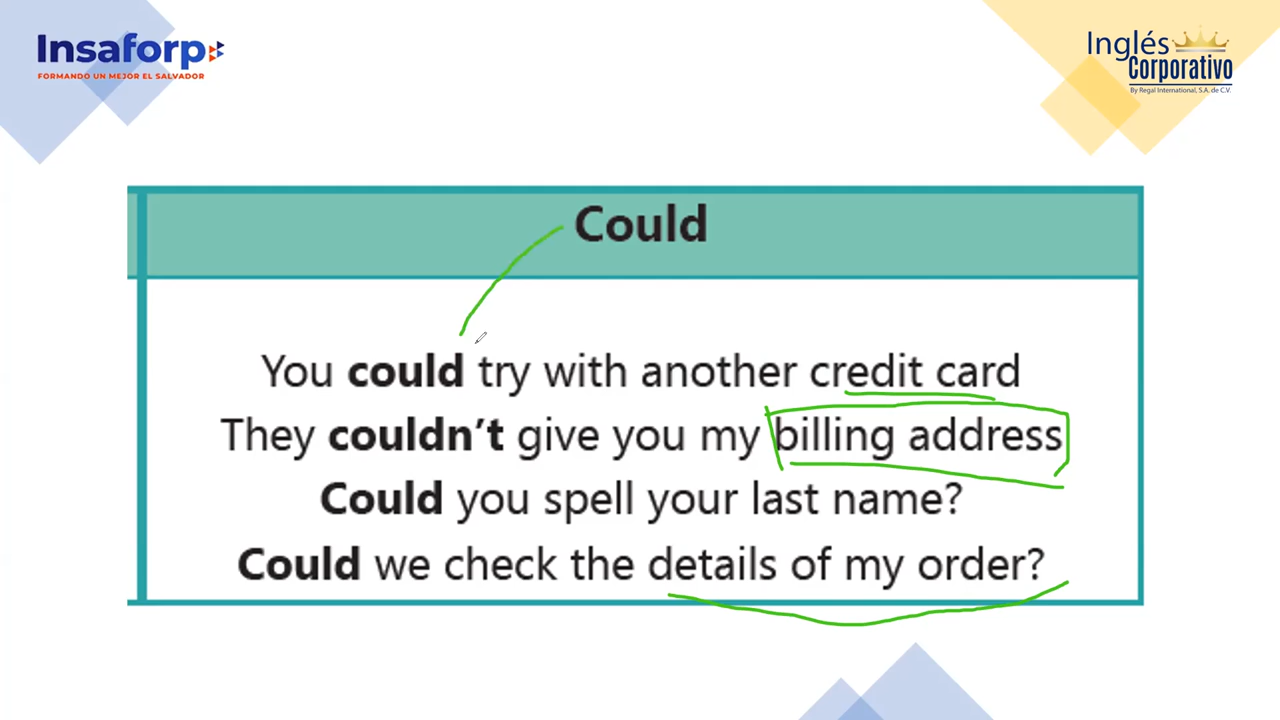 Insaforp
FORMANDO UN MEJOR EL SALVADOR
Inglés
Corporativo
By Regal International, S.A. de C.V.
Could
You could try with another credit card
They couldn't give you my billing address
Could you spell your last name?
Could we check the details of my order?